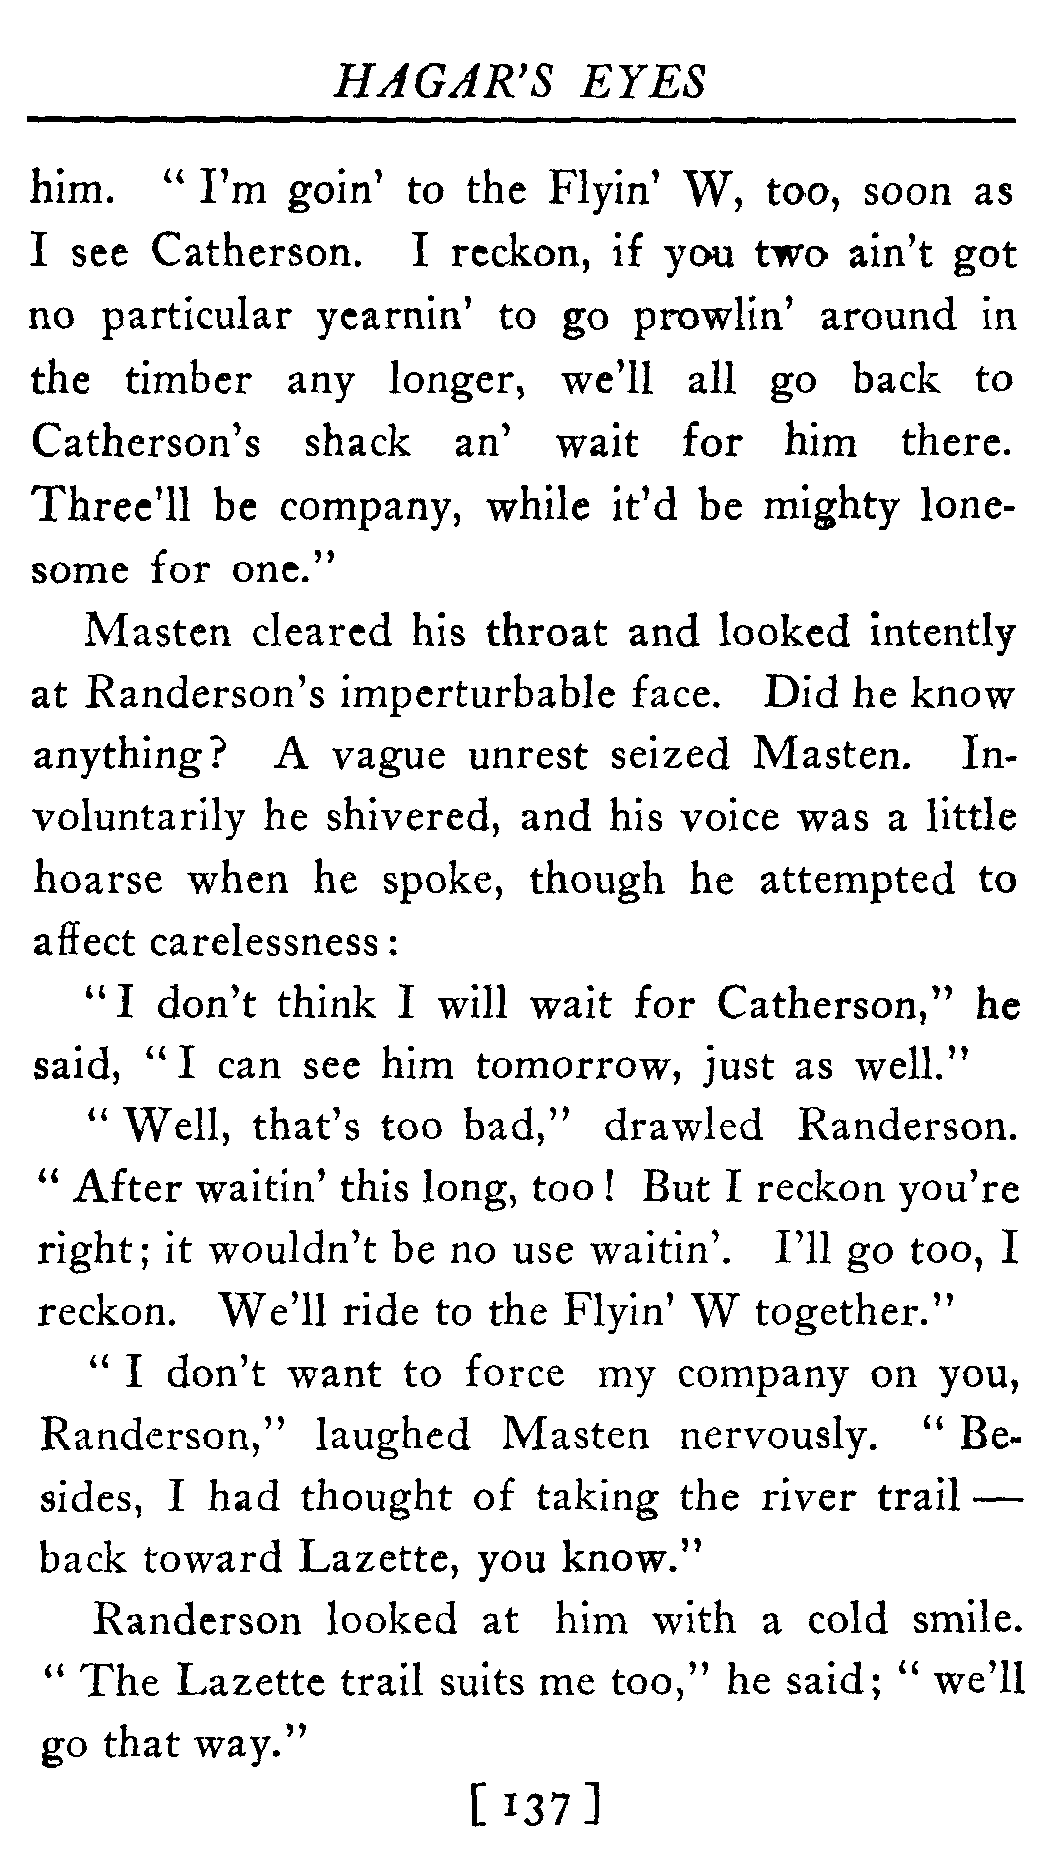 HAGAR'S EYES
him. " I'm goin' to the Flyin' W, too, soon as
I see Catherson. I reckon, if you two ain't got
no particular yearnin' to go prowlin' around in
the timber any longer, we'll all go back to
Catherson's shack an' wait for him there.
Three'll be company, while it'd be mighty lone-
some for one."
Masten cleared his throat and looked intently
at Randerson's imperturbable face. Did he know
anything? A vague unrest seized Masten. In-
voluntarily he shivered, and his voice was a little
hoarse when he spoke, though he attempted to
affect carelessness:
"I don't think I will wait for Catherson," he
said, "I can see him tomorrow, just as well."
" Well, that's too bad," drawled Randerson.
" After waitin' this long, too! But I reckon you're
right; it wouldn't be no use waitin'. I'll go too, I
reckon. We'll ride to the Flyin' W together."
" I don't want to force my company on you,
Randerson," laughed Masten nervously. " Be-
sides, I had thought of taking the river trail —
back toward Lazette, you know."
Randerson looked at him with a cold smile.
" The Lazette trail suits me too," he said; " we'll
go that way."
[ 137 ]